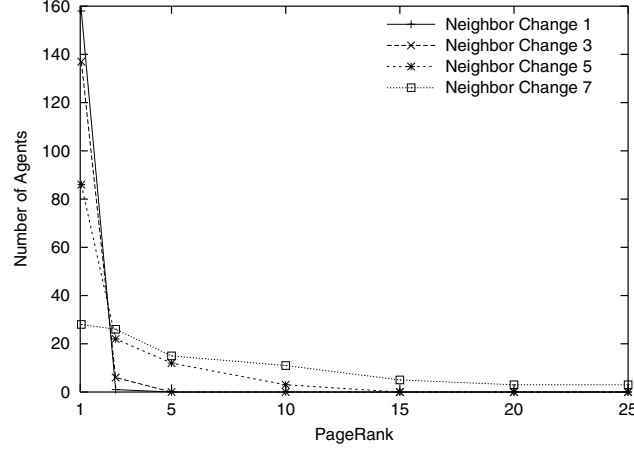 160
140
120
100
80
60
40
20
0
Number of Agents
Neighbor Change 1
Neighbor Change 3
Neighbor Change 5
Neighbor Change 7
1 5 10 15 20 25
PageRank